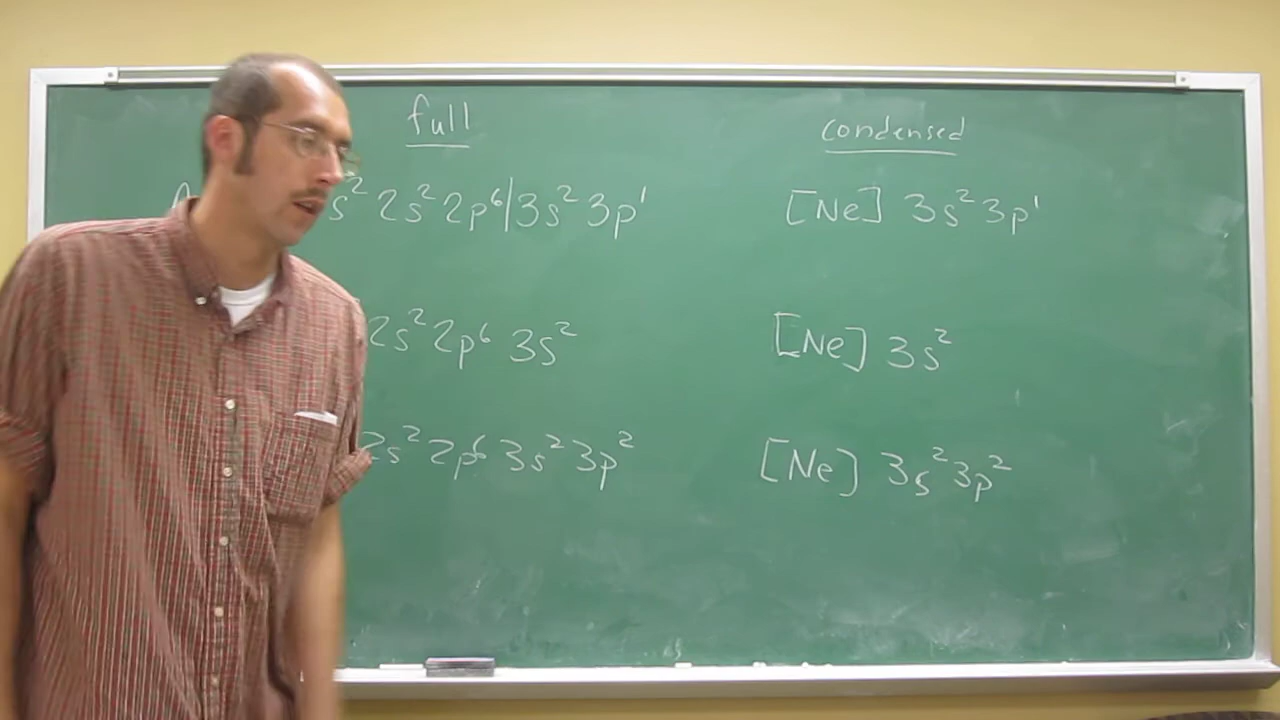 full condensed
s² 2s² 2p⁶|3s² 3p¹ [Ne] 3s² 3p¹
2s² 2p⁶ 3s² [Ne] 3s²
2s² 2p⁶ 3s² 3p² [Ne] 3s² 3p²